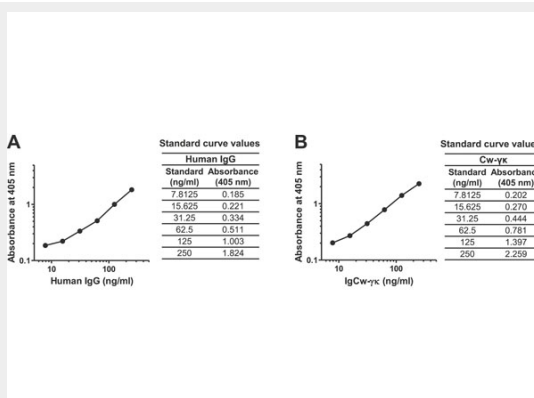 A
Absorbance at 405 nm
1
0.1
10 100
Human IgG (ng/ml)
Standard curve values
Human IgG
Standard Absorbance
(ng/ml) (405 nm)
7.8125 0.185
15.625 0.221
31.25 0.334
62.5 0.511
125 1.003
250 1.824
B
Absorbance at 405 nm
1
0.1
10 100
IgCw-γκ (ng/ml)
Standard curve values
Cw-γκ
Standard Absorbance
(ng/ml) (405 nm)
7.8125 0.202
15.625 0.270
31.25 0.444
62.5 0.781
125 1.397
250 2.259